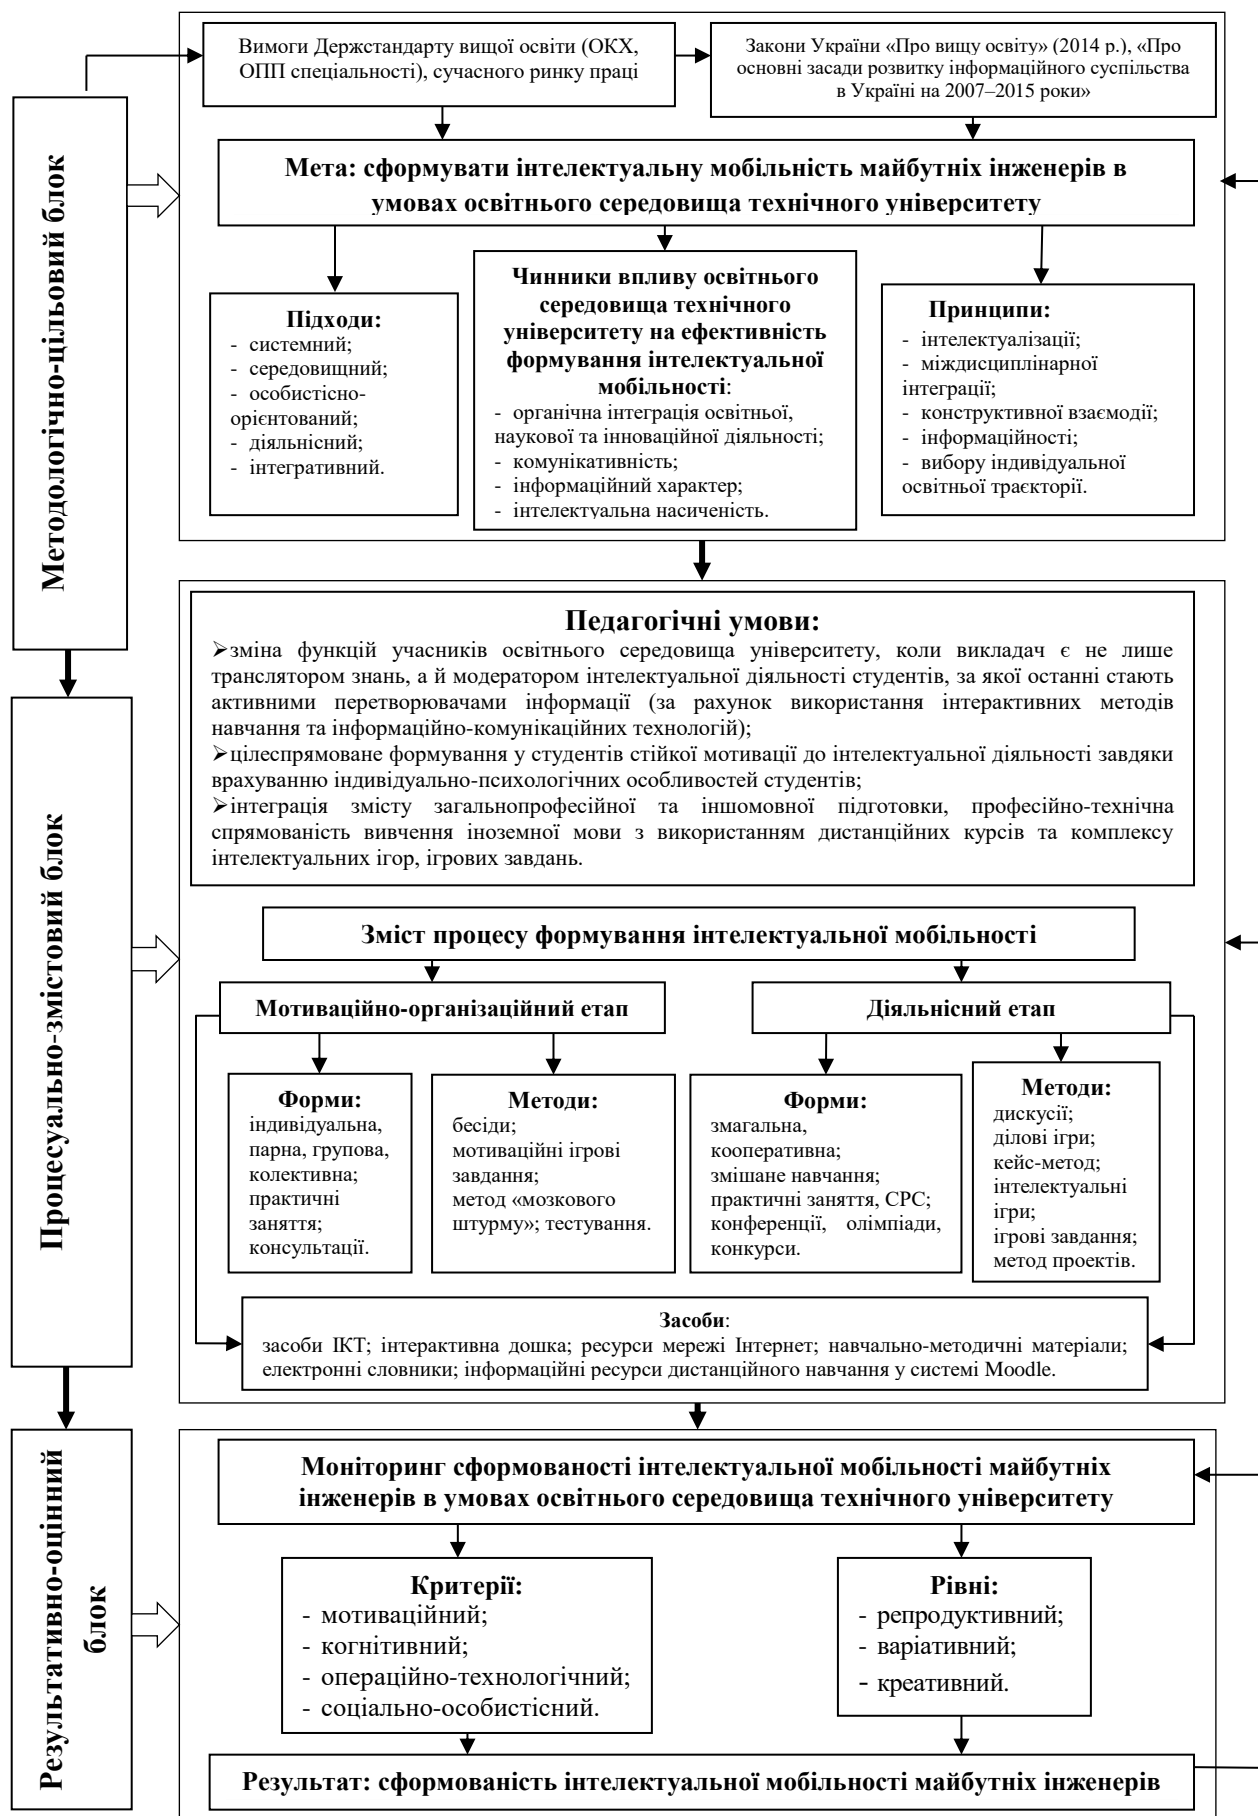 Методологічно-цільовий блок
Вимоги Держстандарту вищої освіти (ОКХ,
ОПП спеціальності), сучасного ринку праці
Закони України «Про вищу освіту» (2014 р.), «Про
основні засади розвитку інформаційного суспільства
в Україні на 2007–2015 роки»
Мета: сформувати інтелектуальну мобільність майбутніх інженерів в
умовах освітнього середовища технічного університету
Підходи:
- системний;
- середовищний;
- особистісно-
орієнтований;
- діяльнісний;
- інтегративний.
Чинники впливу освітнього
середовища технічного
університету на ефективність
формування інтелектуальної
мобільності:
- органічна інтеграція освітньої,
наукової та інноваційної діяльності;
- комунікативність;
- інформаційний характер;
- інтелектуальна насиченість.
Принципи:
- інтелектуалізації;
- міждисциплінарної
інтеграції;
- конструктивної взаємодії;
- інформаційності;
- вибору індивідуальної
освітньої траєкторії.
Процесуально-змістовий блок
Педагогічні умови:
➢зміна функцій учасників освітнього середовища університету, коли викладач є не лише
транслятором знань, а й модератором інтелектуальної діяльності студентів, за якої останні стають
активними перетворювачами інформації (за рахунок використання інтерактивних методів
навчання та інформаційно-комунікаційних технологій);
➢цілеспрямоване формування у студентів стійкої мотивації до інтелектуальної діяльності завдяки
врахуванню індивідуально-психологічних особливостей студентів;
➢інтеграція змісту загальнопрофесійної та іншомовної підготовки, професійно-технічна
спрямованість вивчення іноземної мови з використанням дистанційних курсів та комплексу
інтелектуальних ігор, ігрових завдань.
Зміст процесу формування інтелектуальної мобільності
Мотиваційно-організаційний етап
Діяльнісний етап
Форми:
індивідуальна,
парна, групова,
колективна;
практичні
заняття;
консультації.
Методи:
бесіди;
мотиваційні ігрові
завдання;
метод «мозкового
штурму»; тестування.
Форми:
змагальна,
кооперативна;
змішане навчання;
практичні заняття, СРС;
конференції, олімпіади,
конкурси.
Методи:
дискусії;
ділові ігри;
кейс-метод;
інтелектуальні
ігри;
ігрові завдання;
метод проектів.
Засоби:
засоби ІКТ; інтерактивна дошка; ресурси мережі Інтернет; навчально-методичні матеріали;
електронні словники; інформаційні ресурси дистанційного навчання у системі Moodle.
Результативно-оцінний
блок
Моніторинг сформованості інтелектуальної мобільності майбутніх
інженерів в умовах освітнього середовища технічного університету
Критерії:
- мотиваційний;
- когнітивний;
- операційно-технологічний;
- соціально-особистісний.
Рівні:
- репродуктивний;
- варіативний;
- креативний.
Результат: сформованість інтелектуальної мобільності майбутніх інженерів